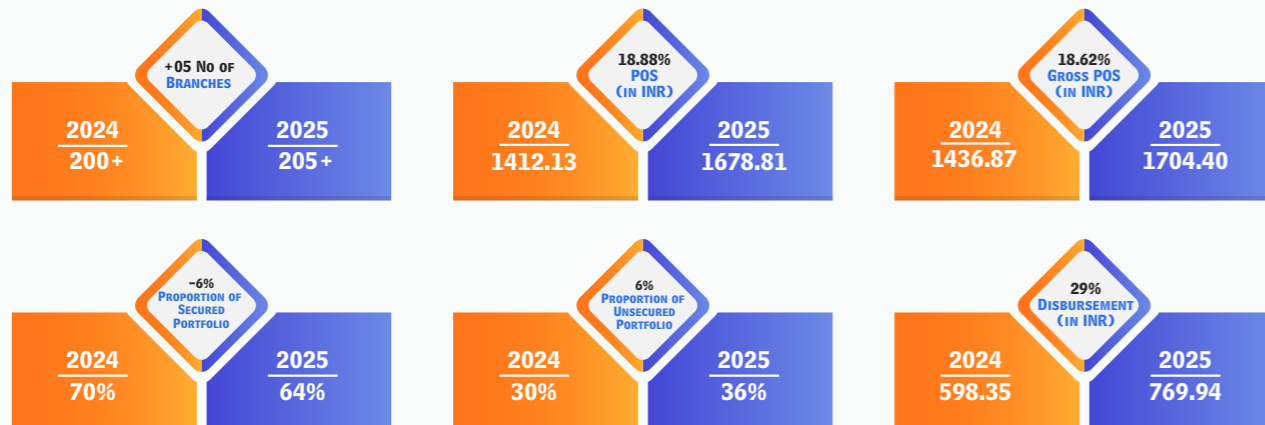 +05 No of
Branches
2024
200+
2025
205+
18.88%
POS
(in INR)
2024
1412.13
2025
1678.81
18.62%
Gross POS
(in INR)
2024
1436.87
2025
1704.40
-6%
Proportion of
Secured
Portfolio
2024
70%
2025
64%
6%
Proportion of
Unsecured
Portfolio
2024
30%
2025
36%
29%
Disbursement
(in INR)
2024
598.35
2025
769.94